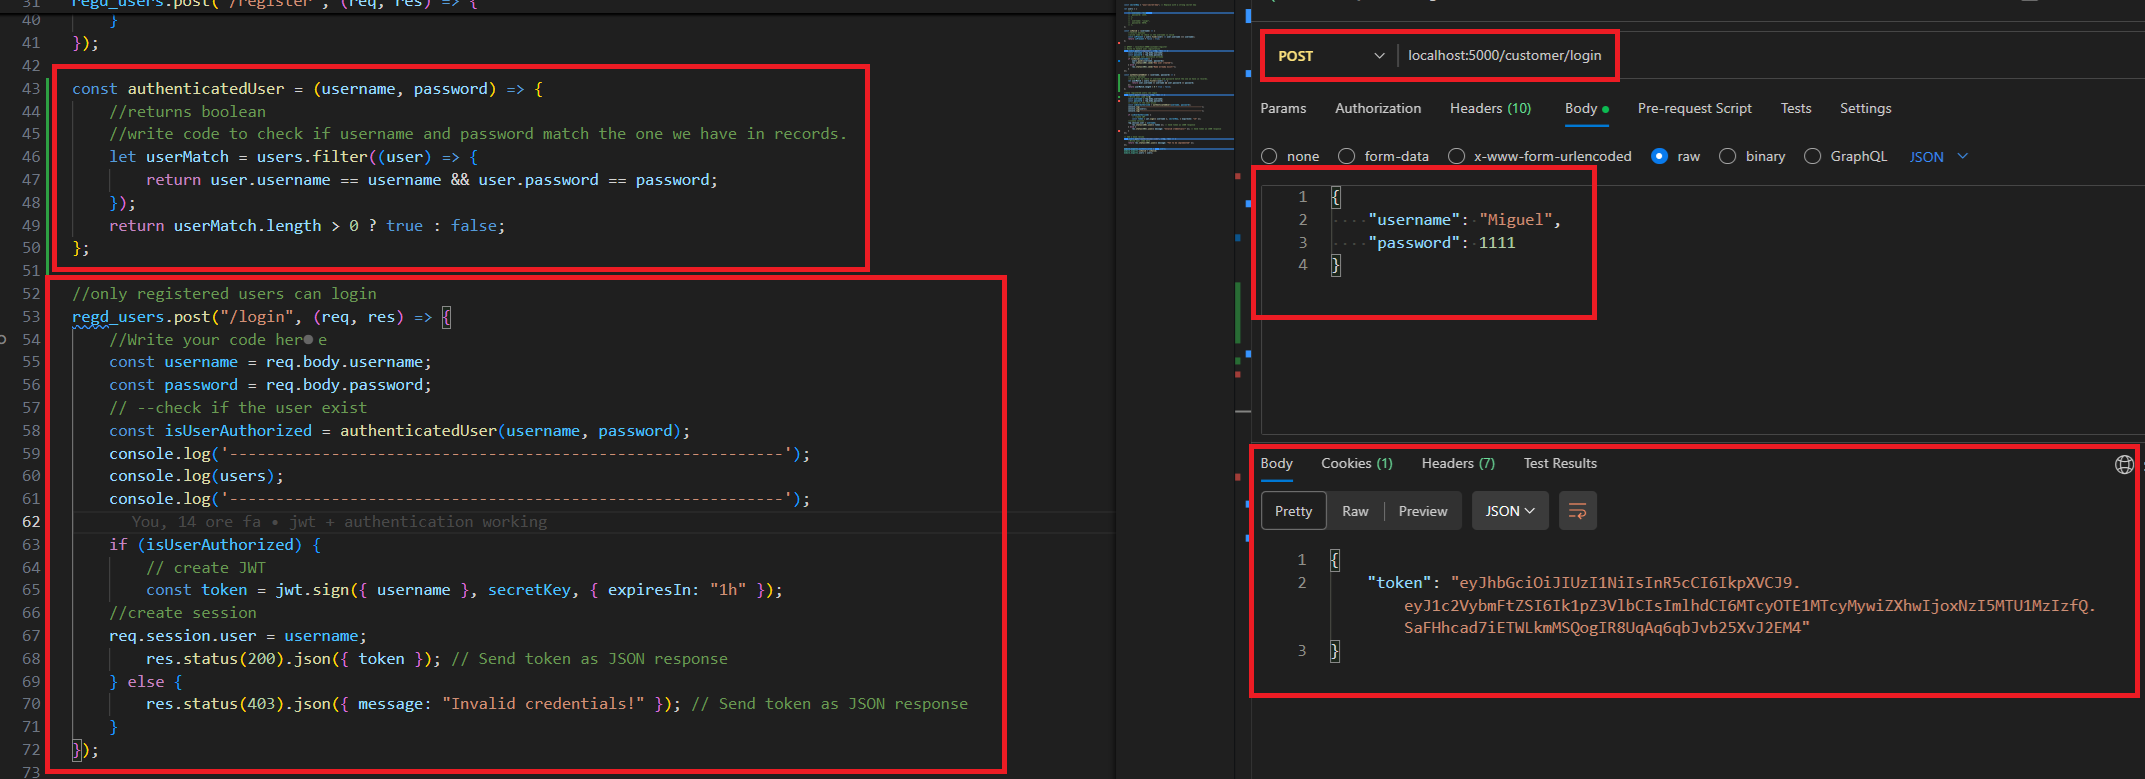 31 regd_users.post("/register", (req, res) => {
40 }
41 });
42
43 const authenticatedUser = (username, password) => {
44 //returns boolean
45 //write code to check if username and password match the one we have in records.
46 let userMatch = users.filter((user) => {
47 return user.username == username && user.password == password;
48 });
49 return userMatch.length > 0 ? true : false;
50 };
51
52 //only registered users can login
53 regd_users.post("/login", (req, res) => {
54 //Write your code her e
55 const username = req.body.username;
56 const password = req.body.password;
57 // --check if the user exist
58 const isUserAuthorized = authenticatedUser(username, password);
59 console.log('------------------------------------------------------------');
60 console.log(users);
61 console.log('------------------------------------------------------------');
62 You, 14 ore fa • jwt + authentication working
63 if (isUserAuthorized) {
64 // create JWT
65 const token = jwt.sign({ username }, secretKey, { expiresIn: "1h" });
66 //create session
67 req.session.user = username;
68 res.status(200).json({ token }); // Send token as JSON response
69 } else {
70 res.status(403).json({ message: "Invalid credentials!" }); // Send token as JSON response
71 }
72 });
73
POST localhost:5000/customer/login
Params Authorization Headers (10) Body Pre-request Script Tests Settings
none form-data x-www-form-urlencoded raw binary GraphQL JSON
1 {
2 "username": "Miguel",
3 "password": 1111
4 }
Body Cookies (1) Headers (7) Test Results
Pretty Raw Preview JSON
1 {
2 "token": "eyJhbGciOiJIUzI1NiIsInR5cCI6IkpXVCJ9.
eyJ1c2VybmFtZSI6Ik1pZ3VlbCIsImlhdCI6MTcyOTE1MTcyMywiZXhwIjoxNzI5MTU1MzIzfQ.
SaFHhcad7iETWLkmMSQogIR8UqAq6qbJvb25XvJ2EM4"
3 }